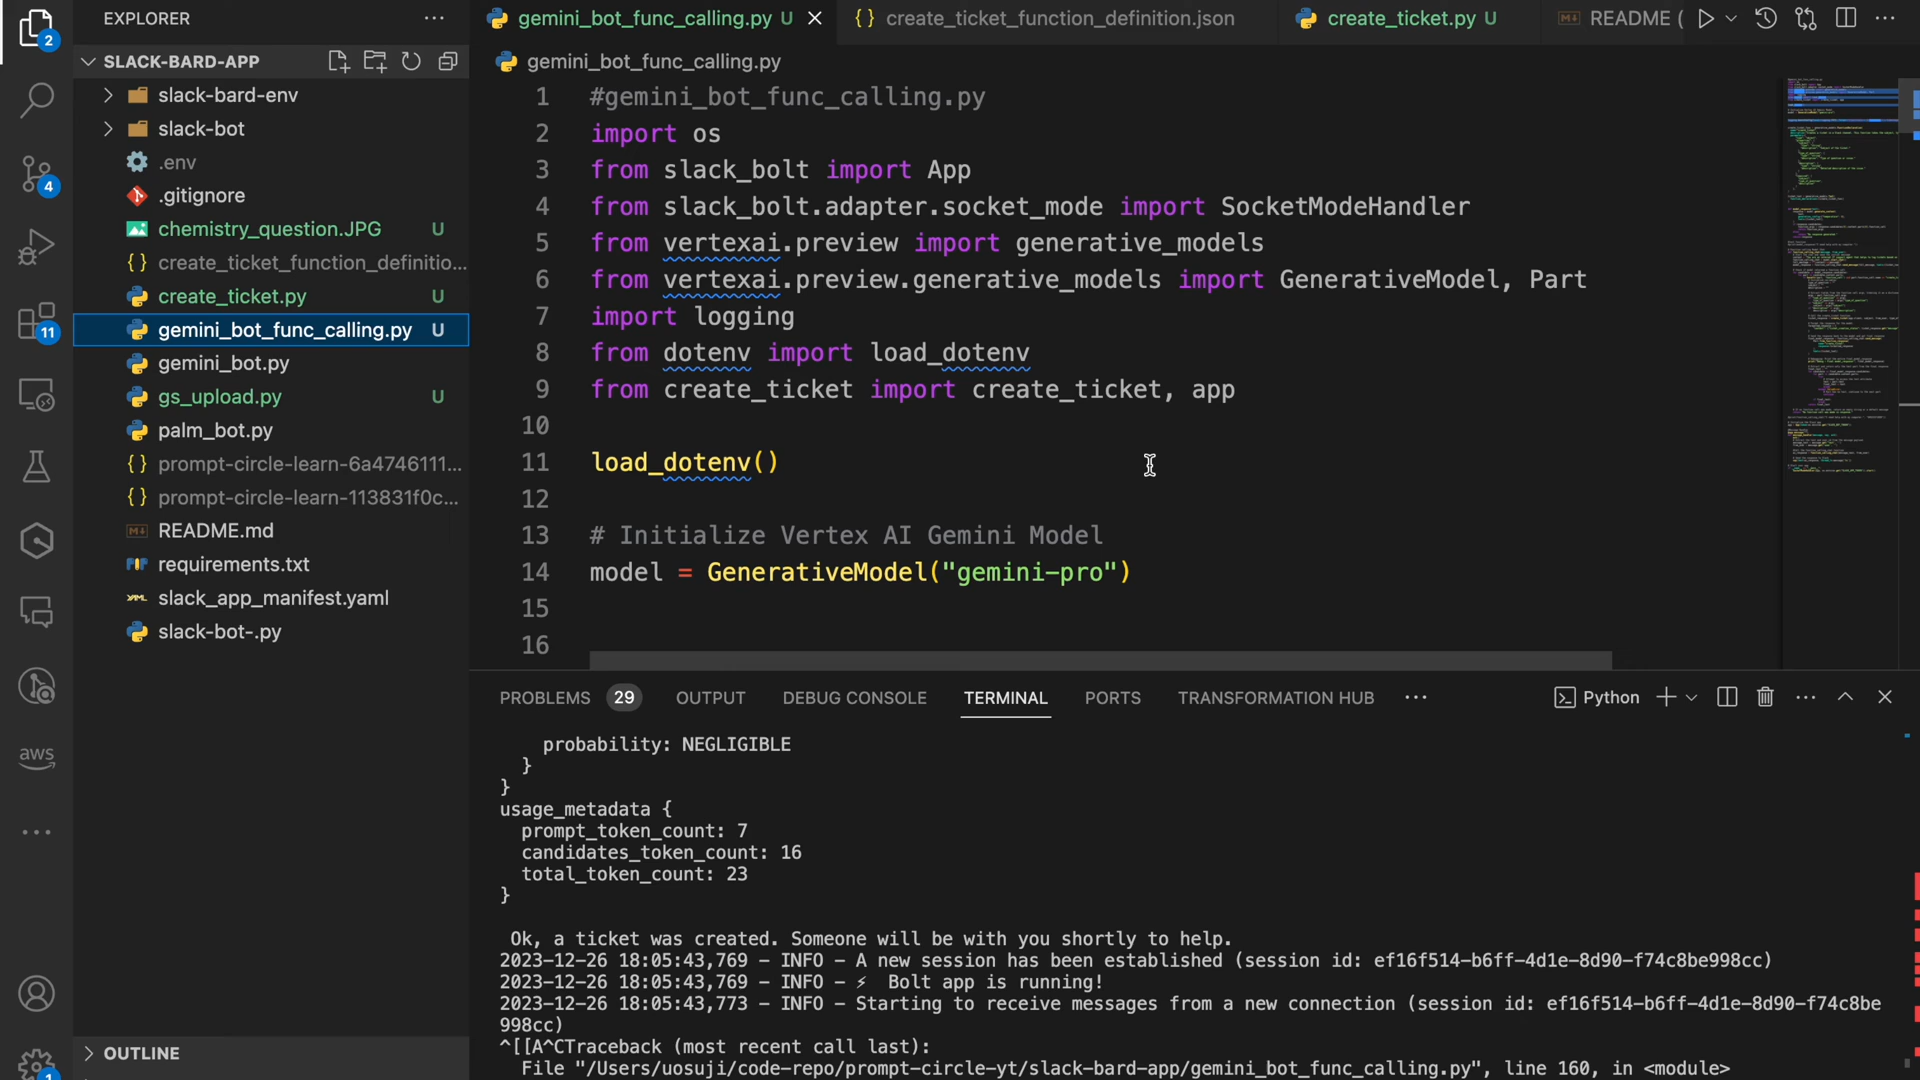 EXPLORER
gemini_bot_func_calling.py U
create_ticket_function_definition.json
create_ticket.py U
README (
2
SLACK-BARD-APP
gemini_bot_func_calling.py
slack-bard-env
slack-bot
.env
.gitignore
chemistry_question.JPG U
create_ticket_function_definitio...
create_ticket.py U
gemini_bot_func_calling.py U
gemini_bot.py
gs_upload.py U
palm_bot.py
prompt-circle-learn-6a4746111...
prompt-circle-learn-113831f0c...
README.md
requirements.txt
slack_app_manifest.yaml
slack-bot-.py
4
11
aws
1
OUTLINE
1 #gemini_bot_func_calling.py
2 import os
3 from slack_bolt import App
4 from slack_bolt.adapter.socket_mode import SocketModeHandler
5 from vertexai.preview import generative_models
6 from vertexai.preview.generative_models import GenerativeModel, Part
7 import logging
8 from dotenv import load_dotenv
9 from create_ticket import create_ticket, app
10
11 load_dotenv()
12
13 # Initialize Vertex AI Gemini Model
14 model = GenerativeModel("gemini-pro")
15
16
PROBLEMS 29 OUTPUT DEBUG CONSOLE TERMINAL PORTS TRANSFORMATION HUB ... Python
probability: NEGLIGIBLE
}
}
usage_metadata {
prompt_token_count: 7
candidates_token_count: 16
total_token_count: 23
}
Ok, a ticket was created. Someone will be with you shortly to help.
2023-12-26 18:05:43,769 - INFO - A new session has been established (session id: ef16f514-b6ff-4d1e-8d90-f74c8be998cc)
2023-12-26 18:05:43,769 - INFO - ⚡ Bolt app is running!
2023-12-26 18:05:43,773 - INFO - Starting to receive messages from a new connection (session id: ef16f514-b6ff-4d1e-8d90-f74c8be
998cc)
^[[A^CTraceback (most recent call last):
File "/Users/uosuji/code-repo/prompt-circle-yt/slack-bard-app/gemini_bot_func_calling.py", line 160, in <module>